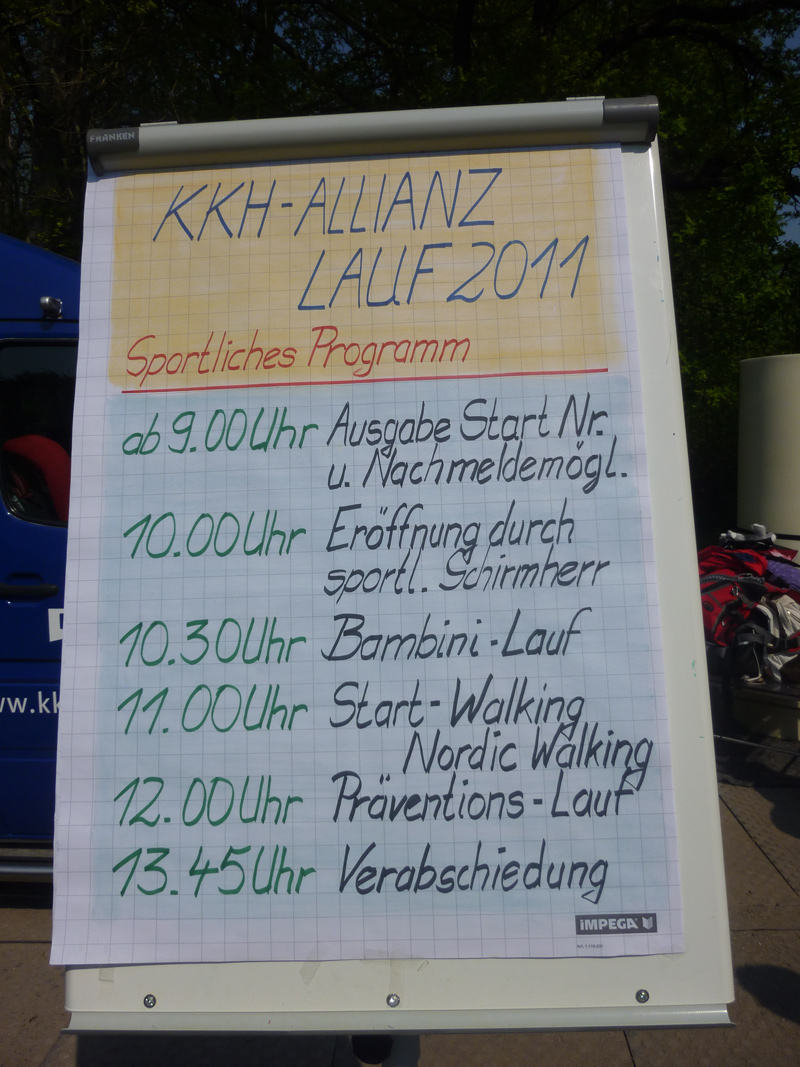 FRANKEN
KKH-ALLIANZ
LAUF 2011
Sportliches Programm
ab 9.00 Uhr Ausgabe Start Nr.
u. Nachmeldemögl.
10.00 Uhr Eröffnung durch
sportl. Schirmherr
10.30 Uhr Bambini-Lauf
11.00 Uhr Start-Walking
Nordic Walking
12.00 Uhr Präventions-Lauf
13.45 Uhr Verabschiedung
iMPEGA